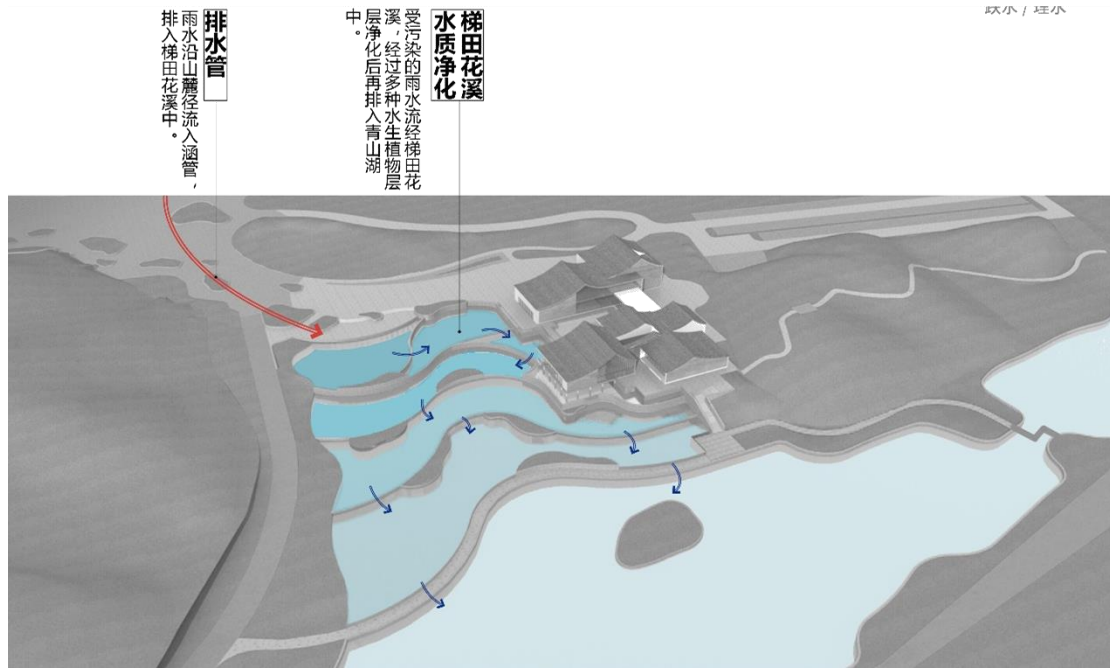 梯田花溪
水质净化
受污染的雨水流经梯田花
溪，经过多种水生植物层
层净化后再排入青山湖
中。
排水管
雨水沿山麓径流入涵管，
排入梯田花溪中。